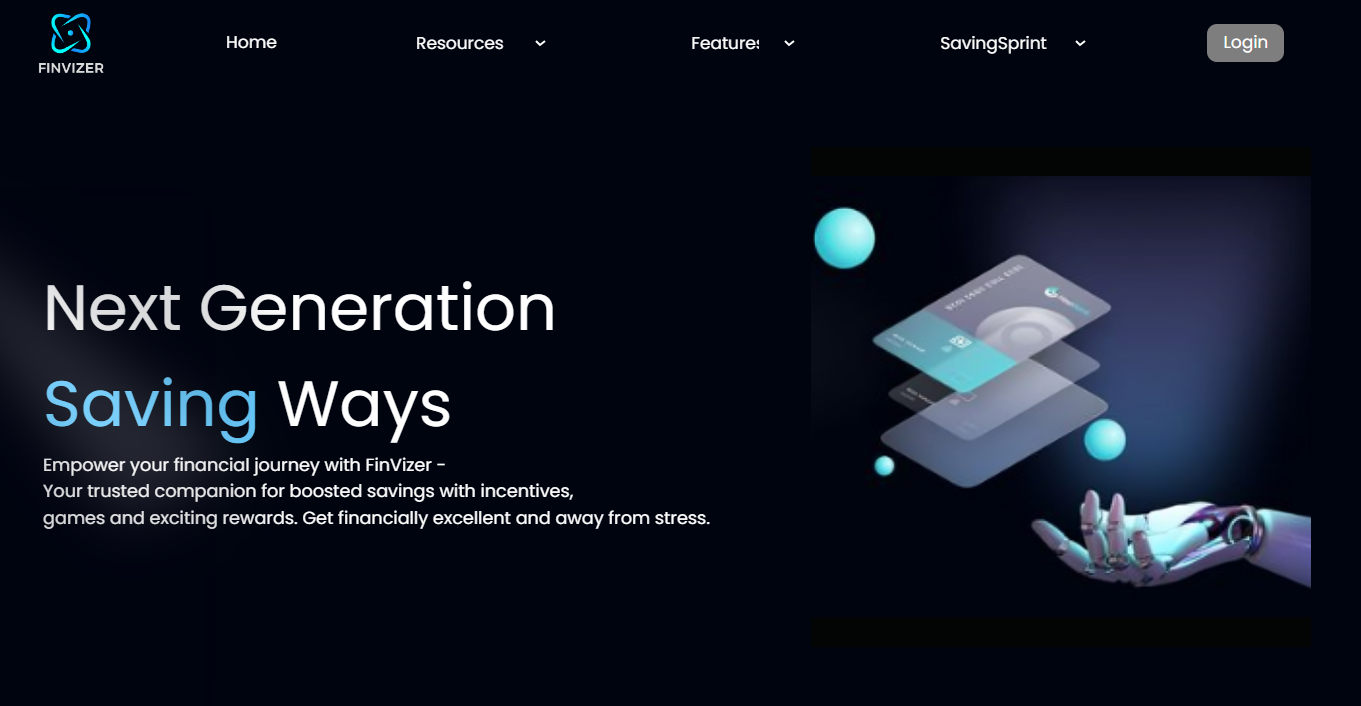 FINVIZER
Home
Resources
Features
SavingSprint
Login
Next Generation
Saving Ways
Empower your financial journey with FinVizer -
Your trusted companion for boosted savings with incentives,
games and exciting rewards. Get financially excellent and away from stress.